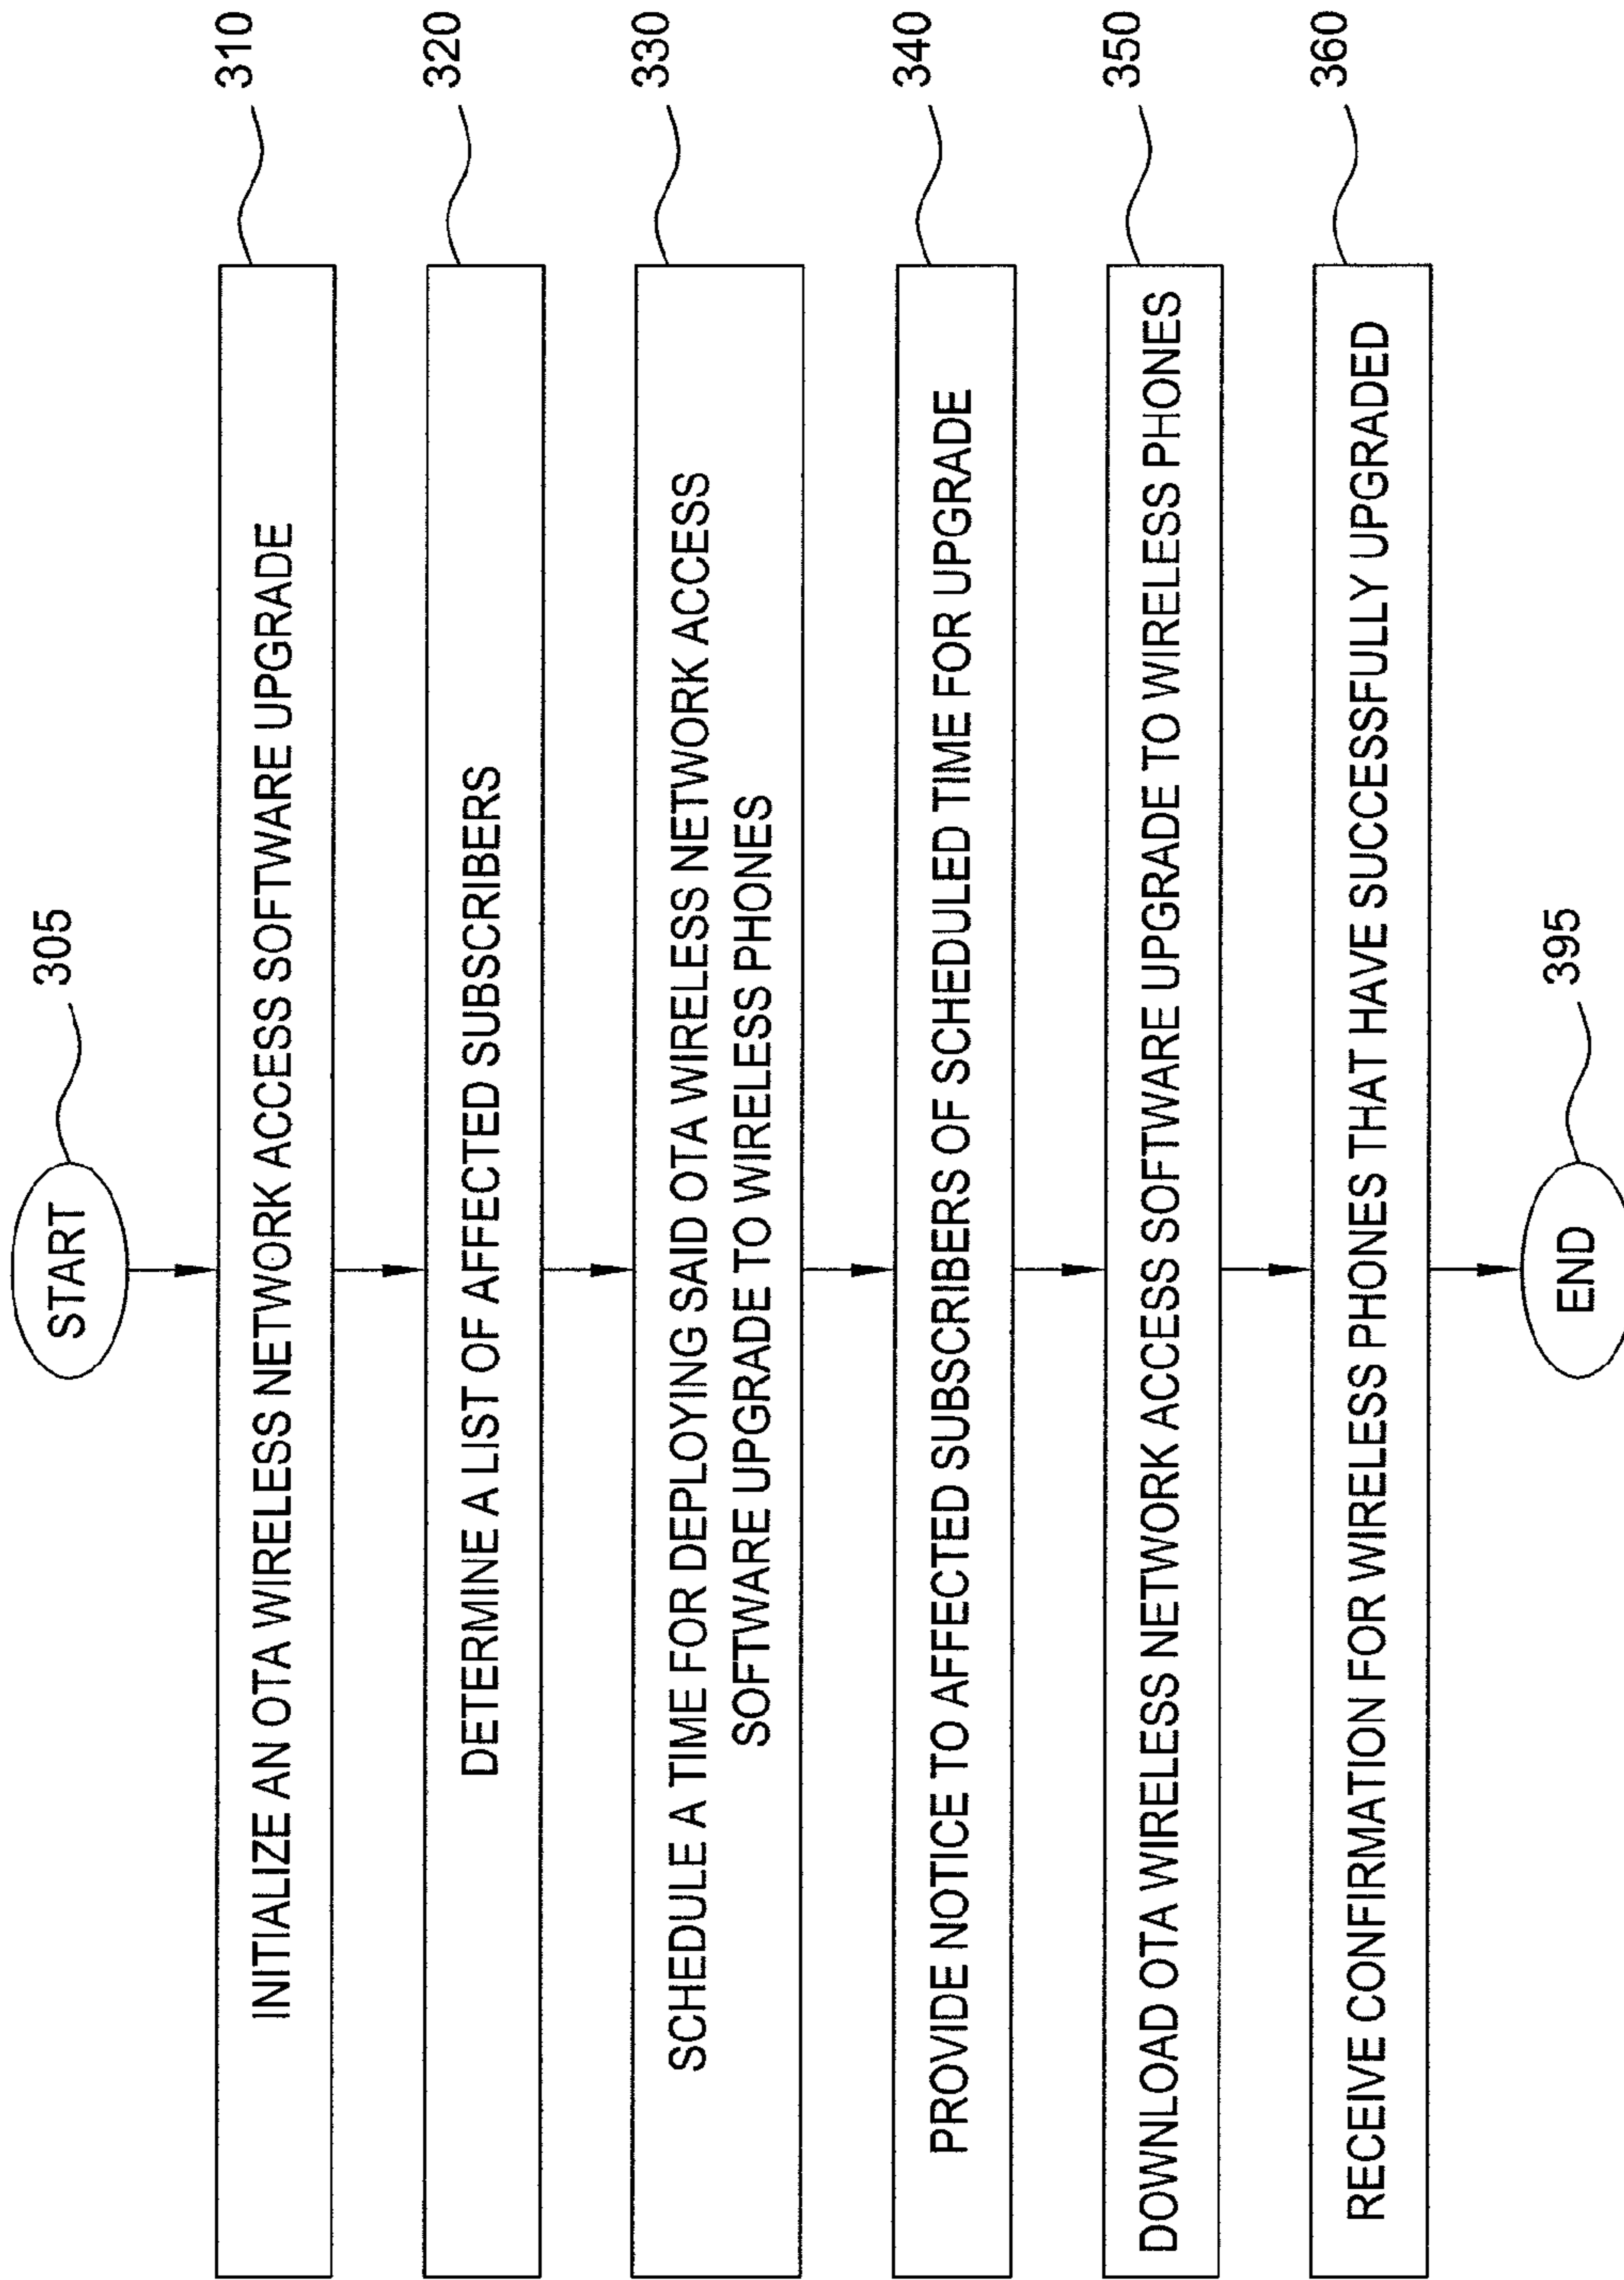 START
305
INITIALIZE AN OTA WIRELESS NETWORK ACCESS SOFTWARE UPGRADE
310
DETERMINE A LIST OF AFFECTED SUBSCRIBERS
320
SCHEDULE A TIME FOR DEPLOYING SAID OTA WIRELESS NETWORK ACCESS
SOFTWARE UPGRADE TO WIRELESS PHONES
330
PROVIDE NOTICE TO AFFECTED SUBSCRIBERS OF SCHEDULED TIME FOR UPGRADE
340
DOWNLOAD OTA WIRELESS NETWORK ACCESS SOFTWARE UPGRADE TO WIRELESS PHONES
350
RECEIVE CONFIRMATION FOR WIRELESS PHONES THAT HAVE SUCCESSFULLY UPGRADED
360
END
395